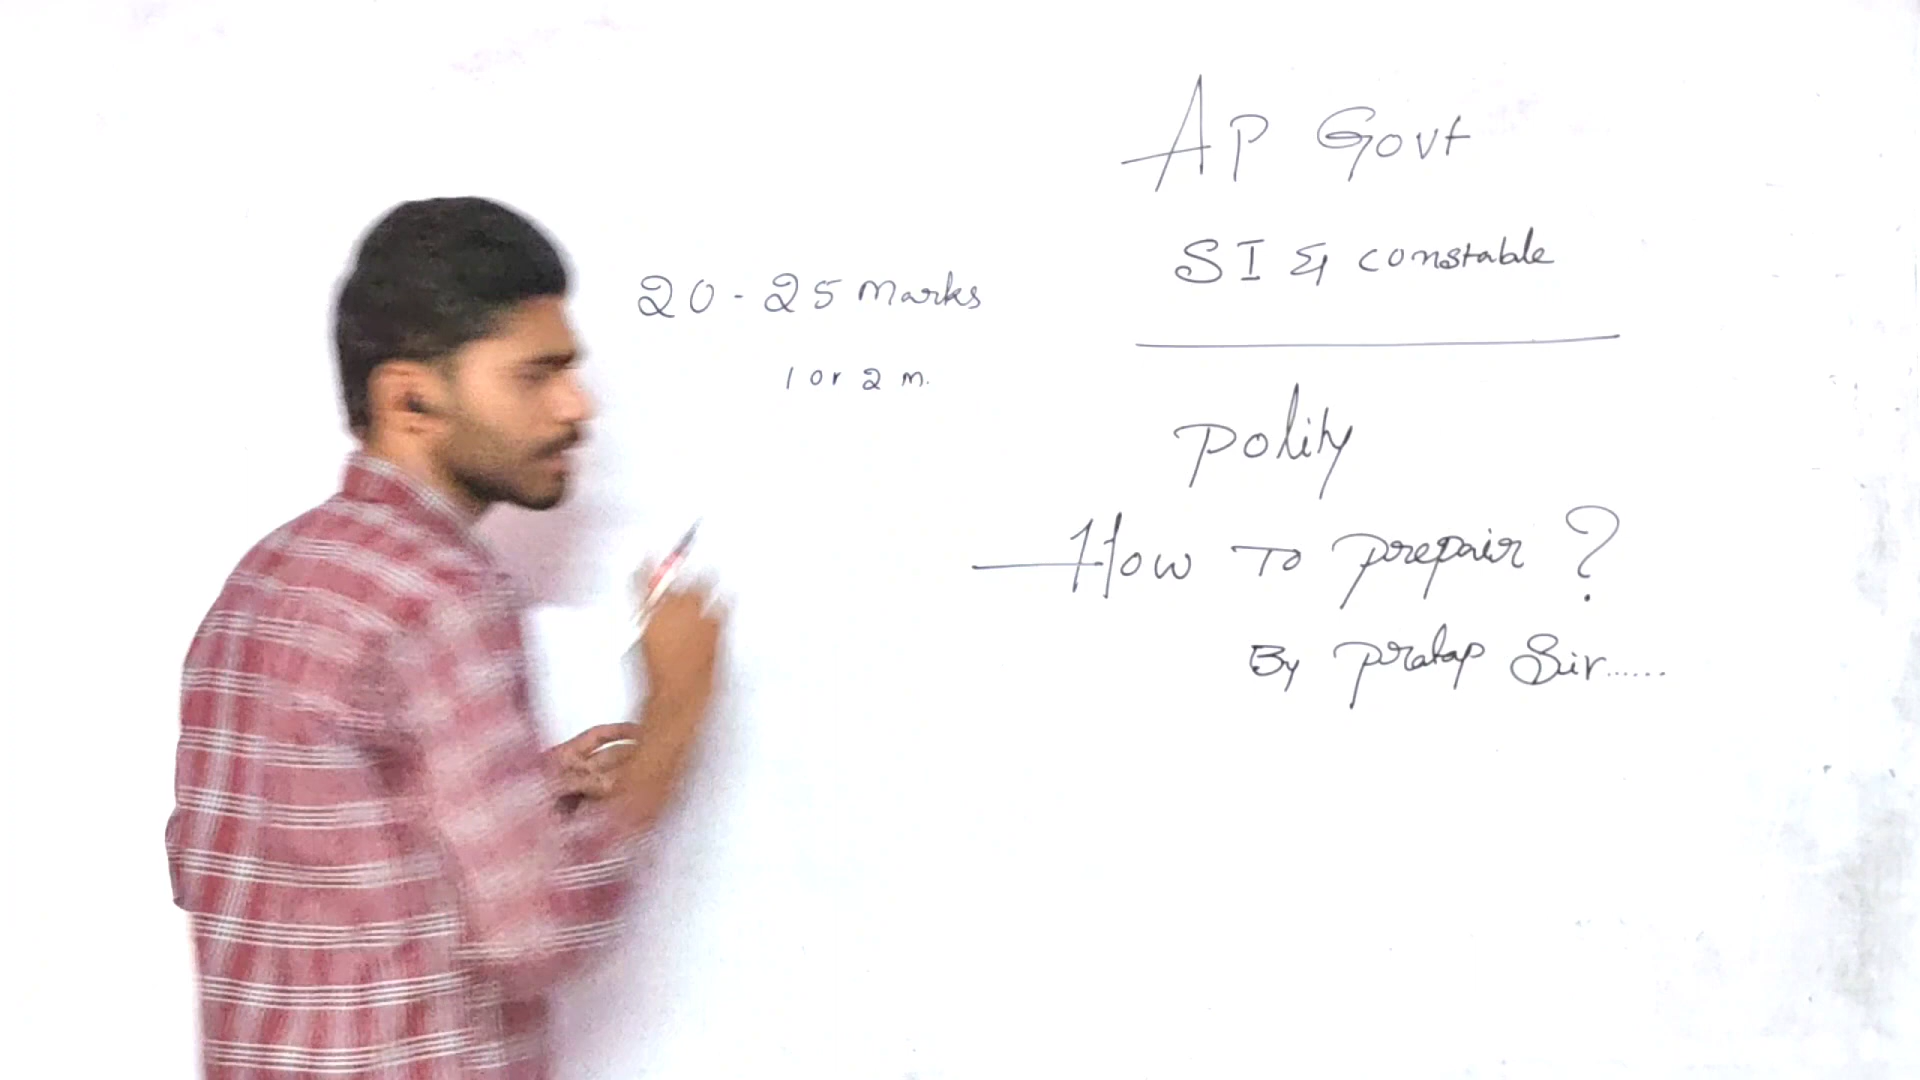 AP Govt
SI & constable
20 - 25 Marks
1 or 2 m.
Polity
How To prepair ?
By pratap Sir......